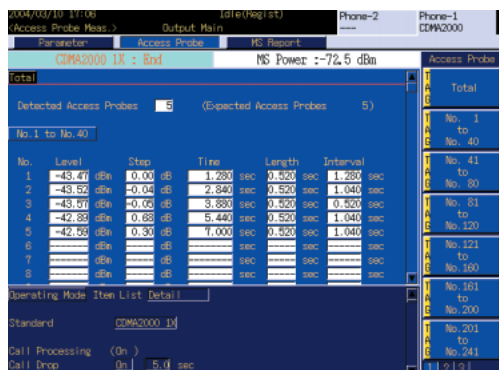 2004/03/10 17:06 Idle(Regist) Phone-2 Phone-1
<Access Probe Meas.> Output Main ---- CDMA2000
Parameter Access Probe MS Report
CDMA2000 1X : End MS Power :-72.5 dBm Access Probe
Total
Detected Access Probes 5 (Expected Access Probes 5)
No.1 to No.40
No. Level Step Time Length Interval
1 -43.47 dBm 0.00 dB 1.280 sec 0.520 sec 1.280 sec
2 -43.52 dBm -0.04 dB 2.840 sec 0.520 sec 1.040 sec
3 -43.57 dBm -0.05 dB 3.880 sec 0.520 sec 0.520 sec
4 -42.89 dBm 0.68 dB 5.440 sec 0.520 sec 1.040 sec
5 -42.59 dBm 0.30 dB 7.000 sec 0.520 sec 1.040 sec
6 ------ dBm ----- dB ------ sec ----- sec ------ sec
7 ------ dBm ----- dB ------ sec ----- sec ------ sec
8 ------ dBm ----- dB ------ sec ----- sec ------ sec
Operating Mode Item List Detail
Standard CDMA2000 1X
Call Processing (On )
Call Drop On 5.0 sec
TAG Total
TAG No. 1 to No. 40
TAG No. 41 to No. 80
TAG No. 81 to No.120
TAG No.121 to No.160
TAG No.161 to No.200
TAG No.201 to No.241
1 2 3